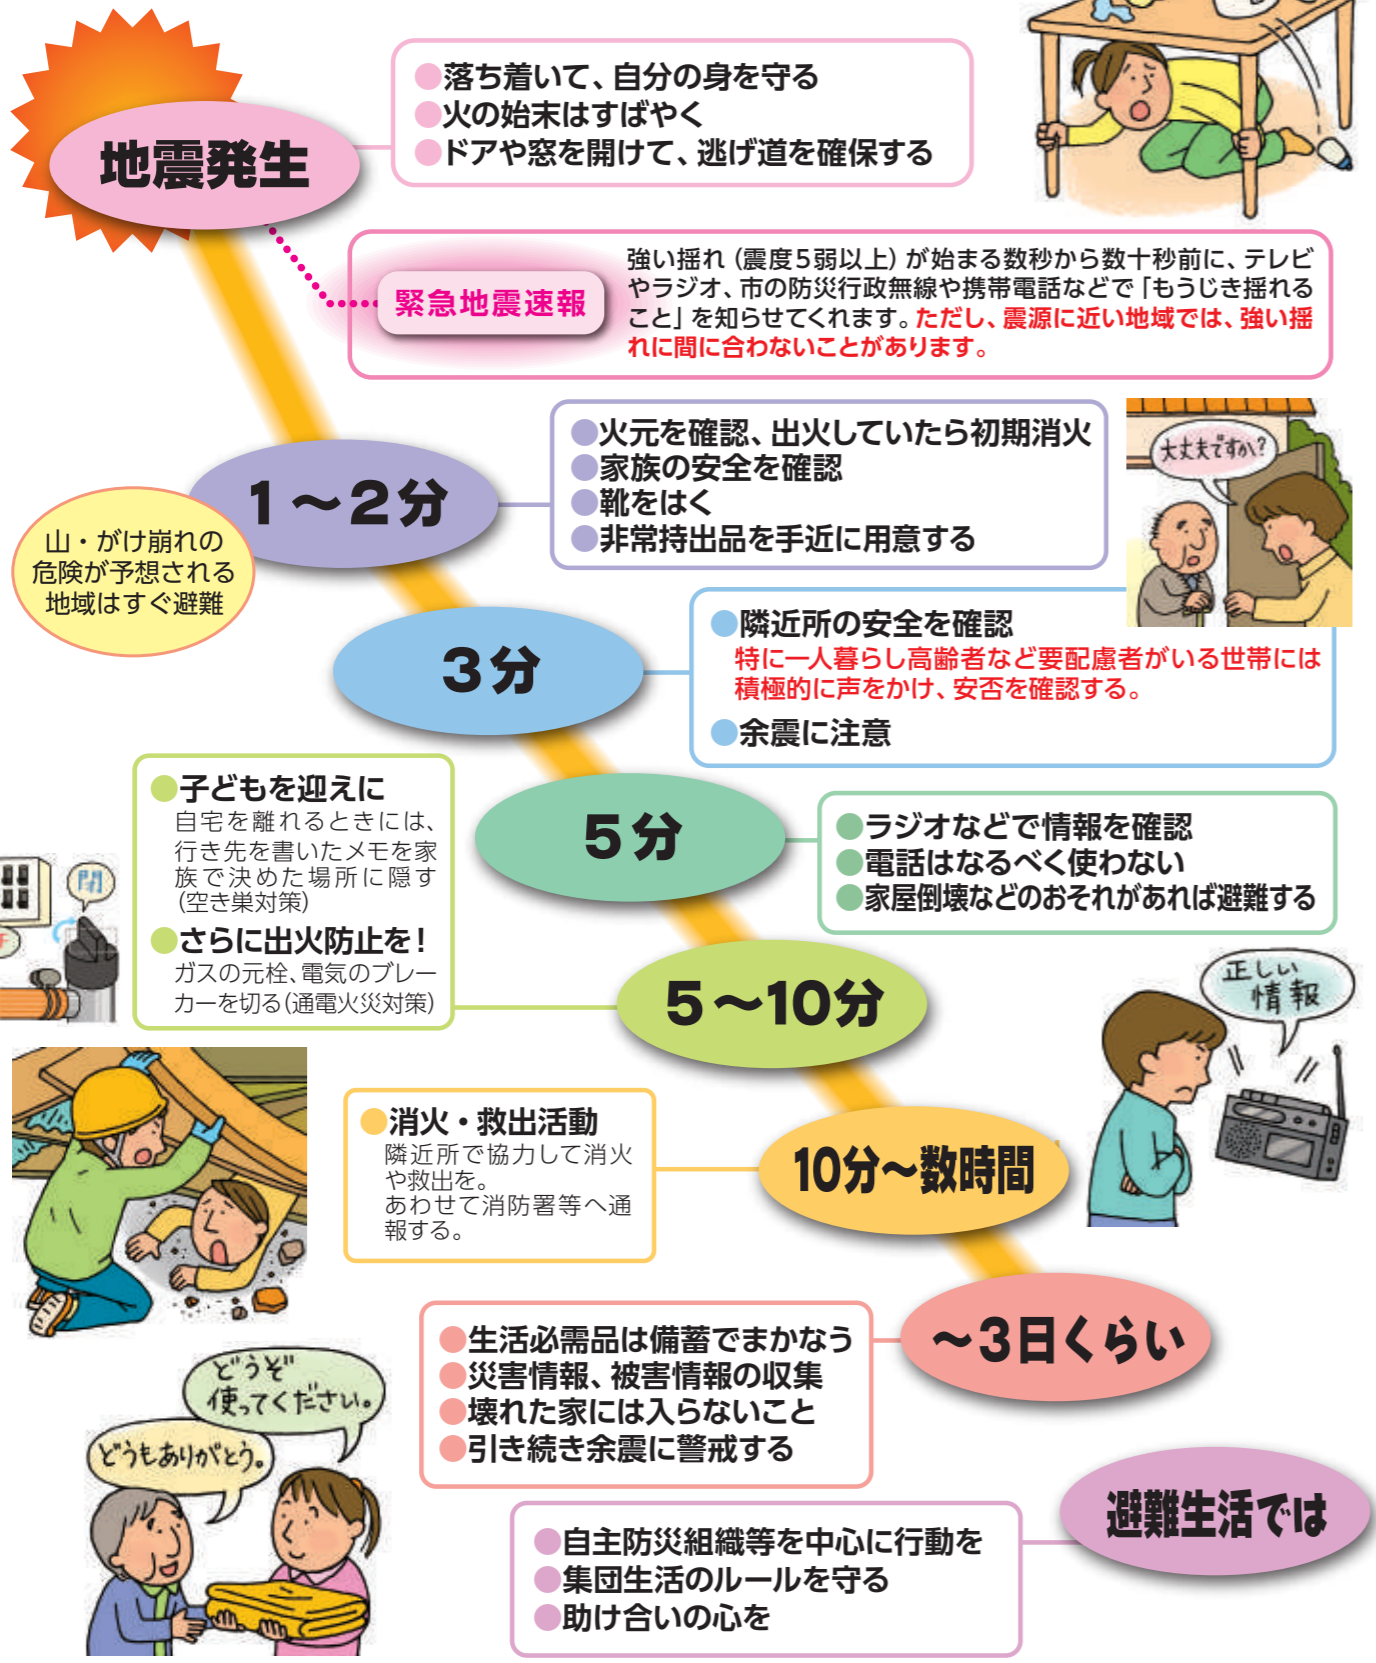 地震発生
●落ち着いて、自分の身を守る
●火の始末はすばやく
●ドアや窓を開けて、逃げ道を確保する
緊急地震速報
強い揺れ（震度5弱以上）が始まる数秒から数十秒前に、テレビ
やラジオ、市の防災行政無線や携帯電話などで「もうじき揺れる
こと」を知らせてくれます。ただし、震源に近い地域では、強い揺
れに間に合わないことがあります。
1～2分
●火元を確認、出火していたら初期消火
●家族の安全を確認
●靴をはく
●非常持出品を手近に用意する
大丈夫ですか?
山・がけ崩れの
危険が予想される
地域はすぐ避難
3分
●隣近所の安全を確認
特に一人暮らし高齢者など要配慮者がいる世帯には
積極的に声をかけ、安否を確認する。
●余震に注意
5分
●ラジオなどで情報を確認
●電話はなるべく使わない
●家屋倒壊などのおそれがあれば避難する
●子どもを迎えに
自宅を離れるときには、
行き先を書いたメモを家
族で決めた場所に隠す
(空き巣対策)
●さらに出火防止を！
ガスの元栓、電気のブレー
カーを切る(通電火災対策)
閉
5～10分
正しい
情報
●消火・救出活動
隣近所で協力して消火
や救出を。
あわせて消防署等へ通
報する。
10分～数時間
～3日くらい
●生活必需品は備蓄でまかなう
●災害情報、被害情報の収集
●壊れた家には入らないこと
●引き続き余震に警戒する
どうぞ
使ってください。
どうもありがとう。
避難生活では
●自主防災組織等を中心に行動を
●集団生活のルールを守る
●助け合いの心を